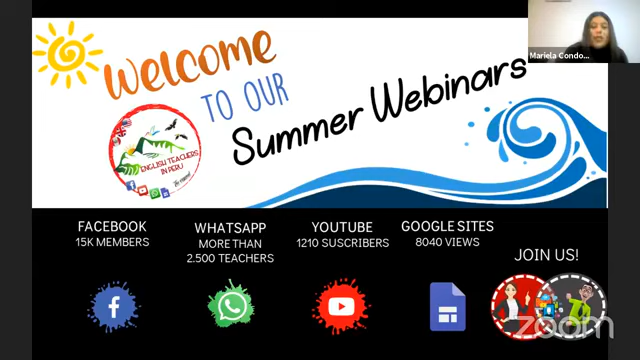 WELCOME
TO OUR
Summer Webinars
Mariela Condo...
ENGLISH TEACHERS
IN PERU
FACEBOOK
15K MEMBERS
WHATSAPP
MORE THAN
2.500 TEACHERS
YOUTUBE
1210 SUSCRIBERS
GOOGLE SITES
8040 VIEWS
JOIN US!
zoom